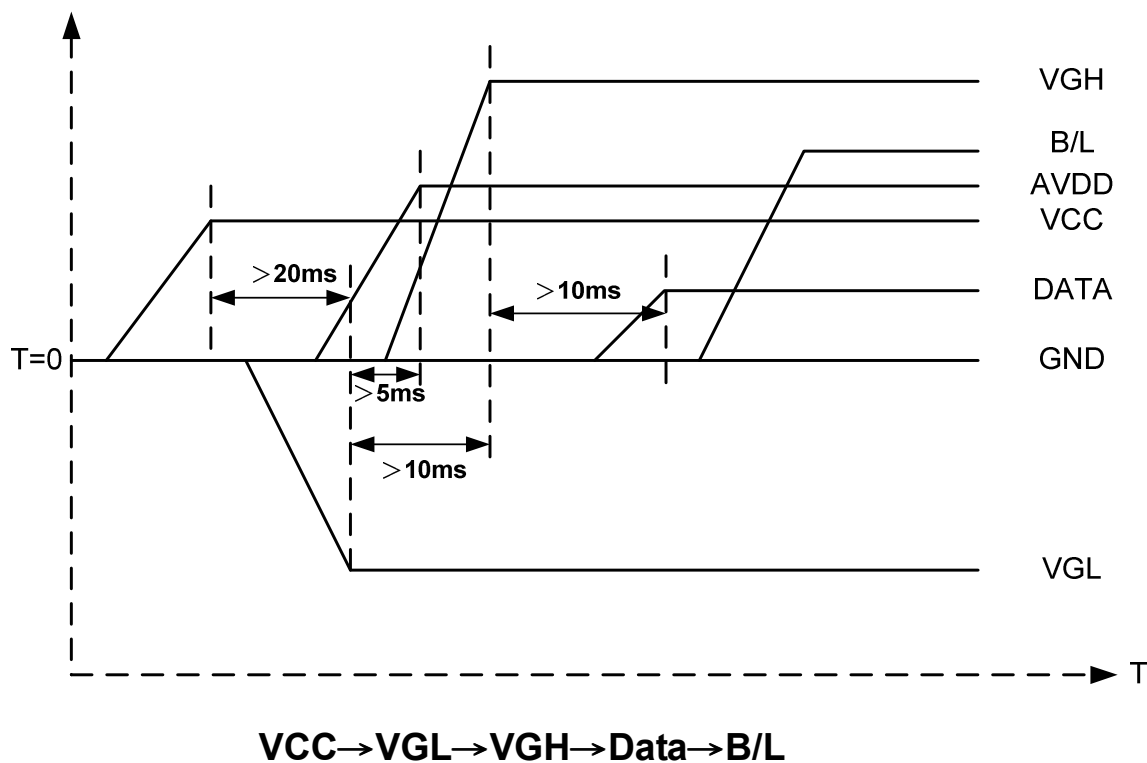 VGH
B/L
AVDD
VCC
>20ms
>10ms
DATA
T=0
GND
>5ms
>10ms
VGL
T
VCC→VGL→VGH→Data→B/L